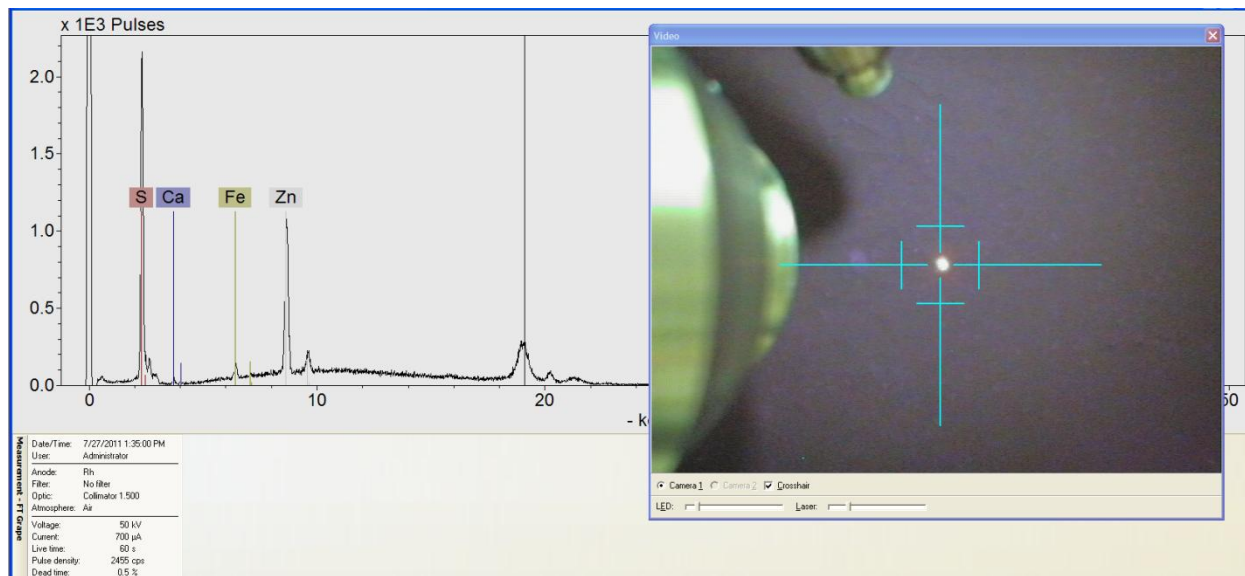 x 1E3 Pulses
Video
2.0
1.5
1.0
0.5
0.0
S Ca Fe Zn
0 10 20 50
- ke
Measurement - FT Grape
Date/Time: 7/27/2011 1:35:00 PM
User: Administrator
Anode: Rh
Filter: No filter
Optic: Collimator 1.500
Atmosphere: Air
Voltage: 50 kV
Current: 700 µA
Live time: 60 s
Pulse density: 2455 cps
Dead time: 0.5 %
Camera 1 Camera 2 Crosshair
LED: Laser: